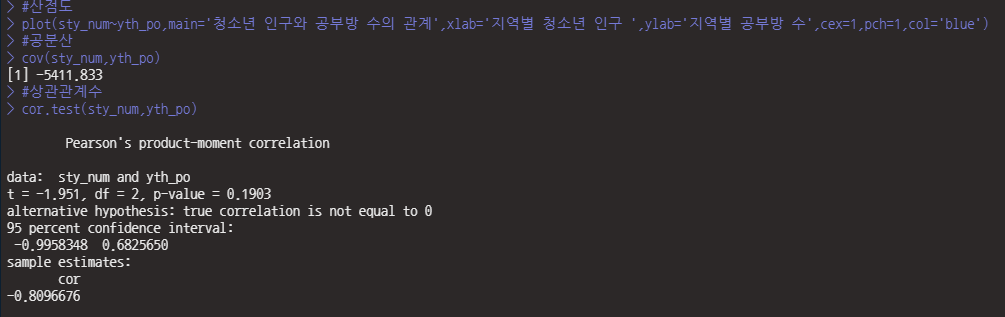 > #산점도
> plot(sty_num~yth_po,main='청소년 인구와 공부방 수의 관계',xlab='지역별 청소년 인구 ',ylab='지역별 공부방 수',cex=1,pch=1,col='blue')
> #공분산
> cov(sty_num,yth_po)
[1] -5411.833
> #상관관계수
> cor.test(sty_num,yth_po)
Pearson's product-moment correlation
data:  sty_num and yth_po
t = -1.951, df = 2, p-value = 0.1903
alternative hypothesis: true correlation is not equal to 0
95 percent confidence interval:
 -0.9958348  0.6825650
sample estimates:
cor
-0.8096676